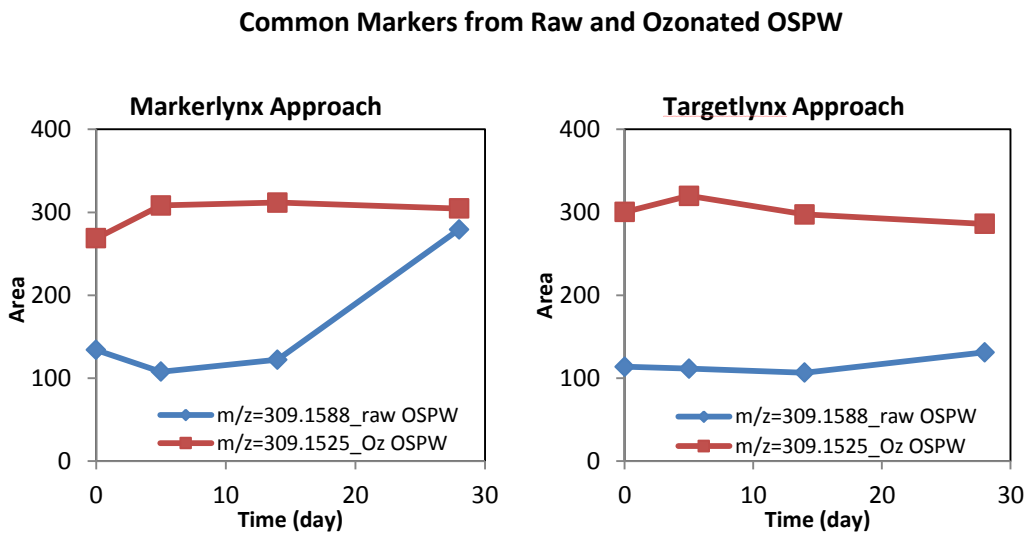 Common Markers from Raw and Ozonated OSPW
Markerlynx Approach
400
300
200
100
0
Area
m/z=309.1588_raw OSPW
m/z=309.1525_Oz OSPW
0 10 20 30
Time (day)
Targetlynx Approach
400
300
200
100
0
Area
m/z=309.1588_raw OSPW
m/z=309.1525_Oz OSPW
0 10 20 30
Time (day)